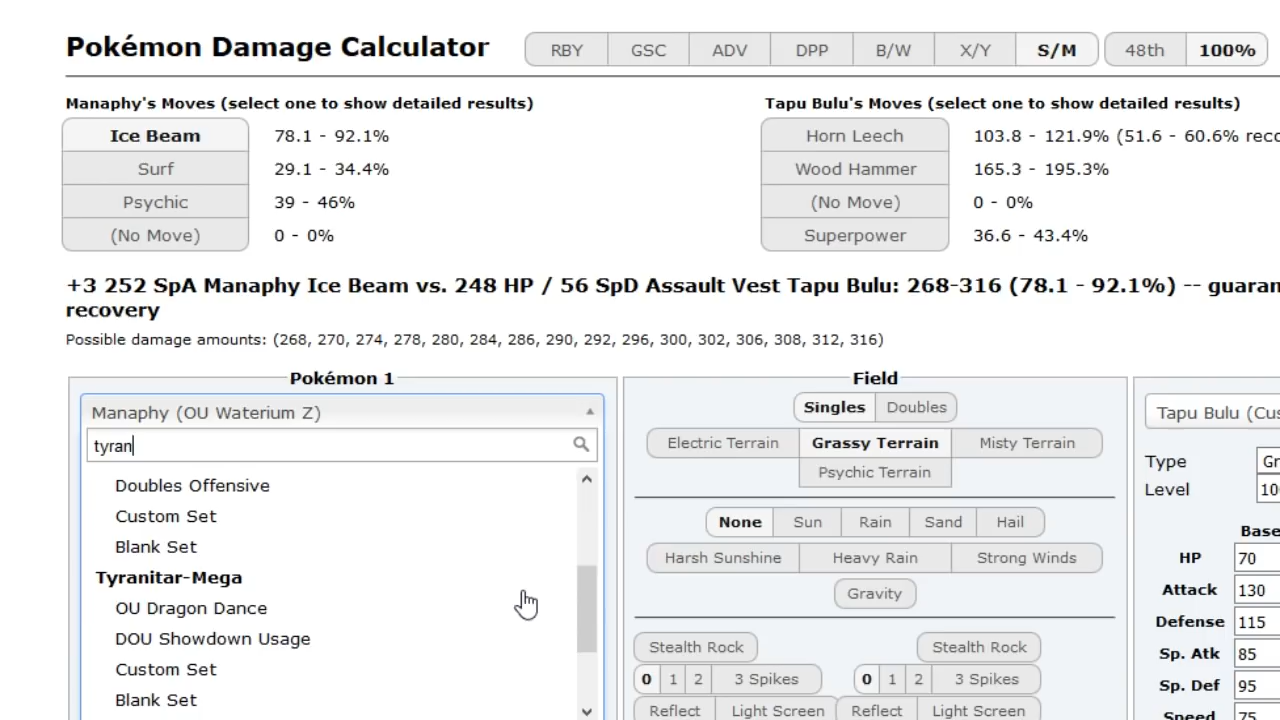 Pokémon Damage Calculator RBY GSC ADV DPP B/W X/Y S/M 48th 100%
Manaphy's Moves (select one to show detailed results) Tapu Bulu's Moves (select one to show detailed results)
Ice Beam 78.1 - 92.1% Horn Leech 103.8 - 121.9% (51.6 - 60.6% reco
Surf 29.1 - 34.4% Wood Hammer 165.3 - 195.3%
Psychic 39 - 46% (No Move) 0 - 0%
(No Move) 0 - 0% Superpower 36.6 - 43.4%
+3 252 SpA Manaphy Ice Beam vs. 248 HP / 56 SpD Assault Vest Tapu Bulu: 268-316 (78.1 - 92.1%) -- guaran
recovery
Possible damage amounts: (268, 270, 274, 278, 280, 284, 286, 290, 292, 296, 300, 302, 306, 308, 312, 316)
Pokémon 1 Field
Manaphy (OU Waterium Z) Singles Doubles Tapu Bulu (Cus
tyran Electric Terrain Grassy Terrain Misty Terrain
Psychic Terrain Type Gr
Doubles Offensive Level 10
Custom Set None Sun Rain Sand Hail
Blank Set Harsh Sunshine Heavy Rain Strong Winds Base
Tyranitar-Mega Gravity HP 70
OU Dragon Dance Attack 130
DOU Showdown Usage Stealth Rock Stealth Rock Defense 115
Custom Set 0 1 2 3 Spikes 0 1 2 3 Spikes Sp. Atk 85
Blank Set Reflect Light Screen Reflect Light Screen Sp. Def 95
Speed 75